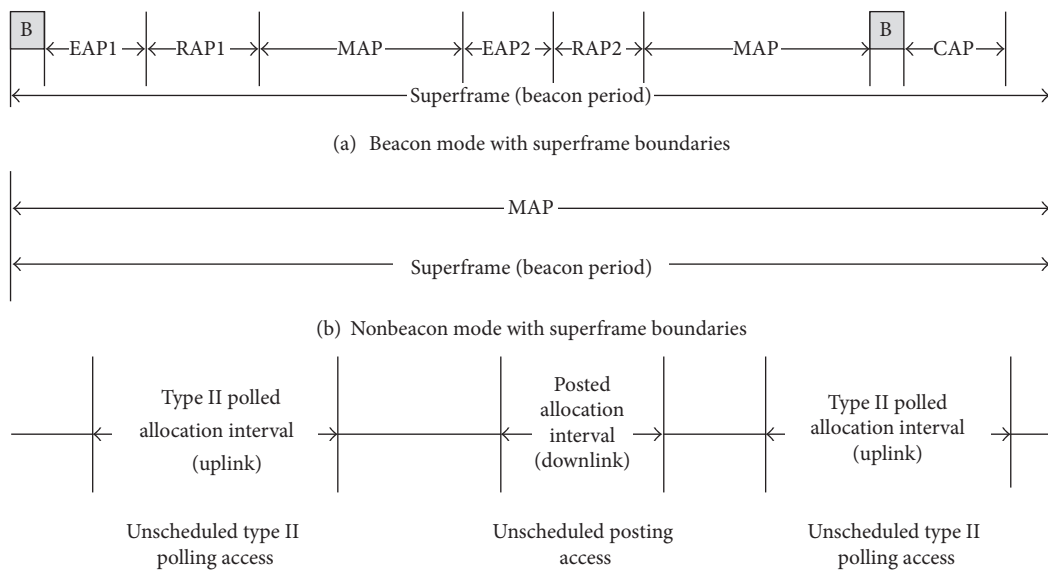 B
EAP1
RAP1
MAP
EAP2
RAP2
MAP
B
CAP
Superframe (beacon period)
(a) Beacon mode with superframe boundaries
MAP
Superframe (beacon period)
(b) Nonbeacon mode with superframe boundaries
Type II polled
allocation interval
(uplink)
Posted
allocation
interval
(downlink)
Type II polled
allocation interval
(uplink)
Unscheduled type II
polling access
Unscheduled posting
access
Unscheduled type II
polling access